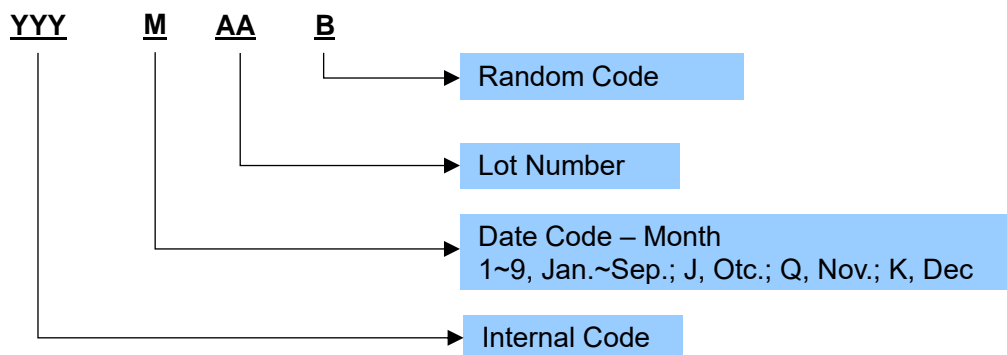 YYY M AA B
Random Code
Lot Number
Date Code – Month
1~9, Jan.~Sep.; J, Otc.; Q, Nov.; K, Dec
Internal Code